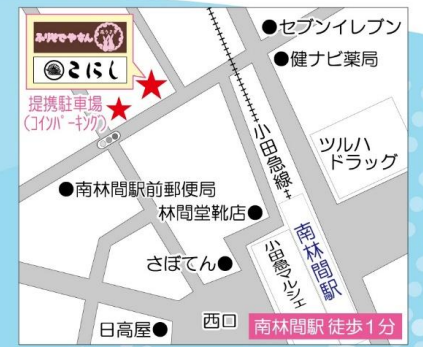 ふりそでやさん
こにし
提携駐車場
(コインパーキング)
●セブンイレブン
●健ナビ薬局
小田急線
ツルハ
ドラッグ
●南林間駅前郵便局
林間堂靴店●
さぼてん●
小田急マルシェ
南林間駅
日高屋●
西口
南林間駅 徒歩1分